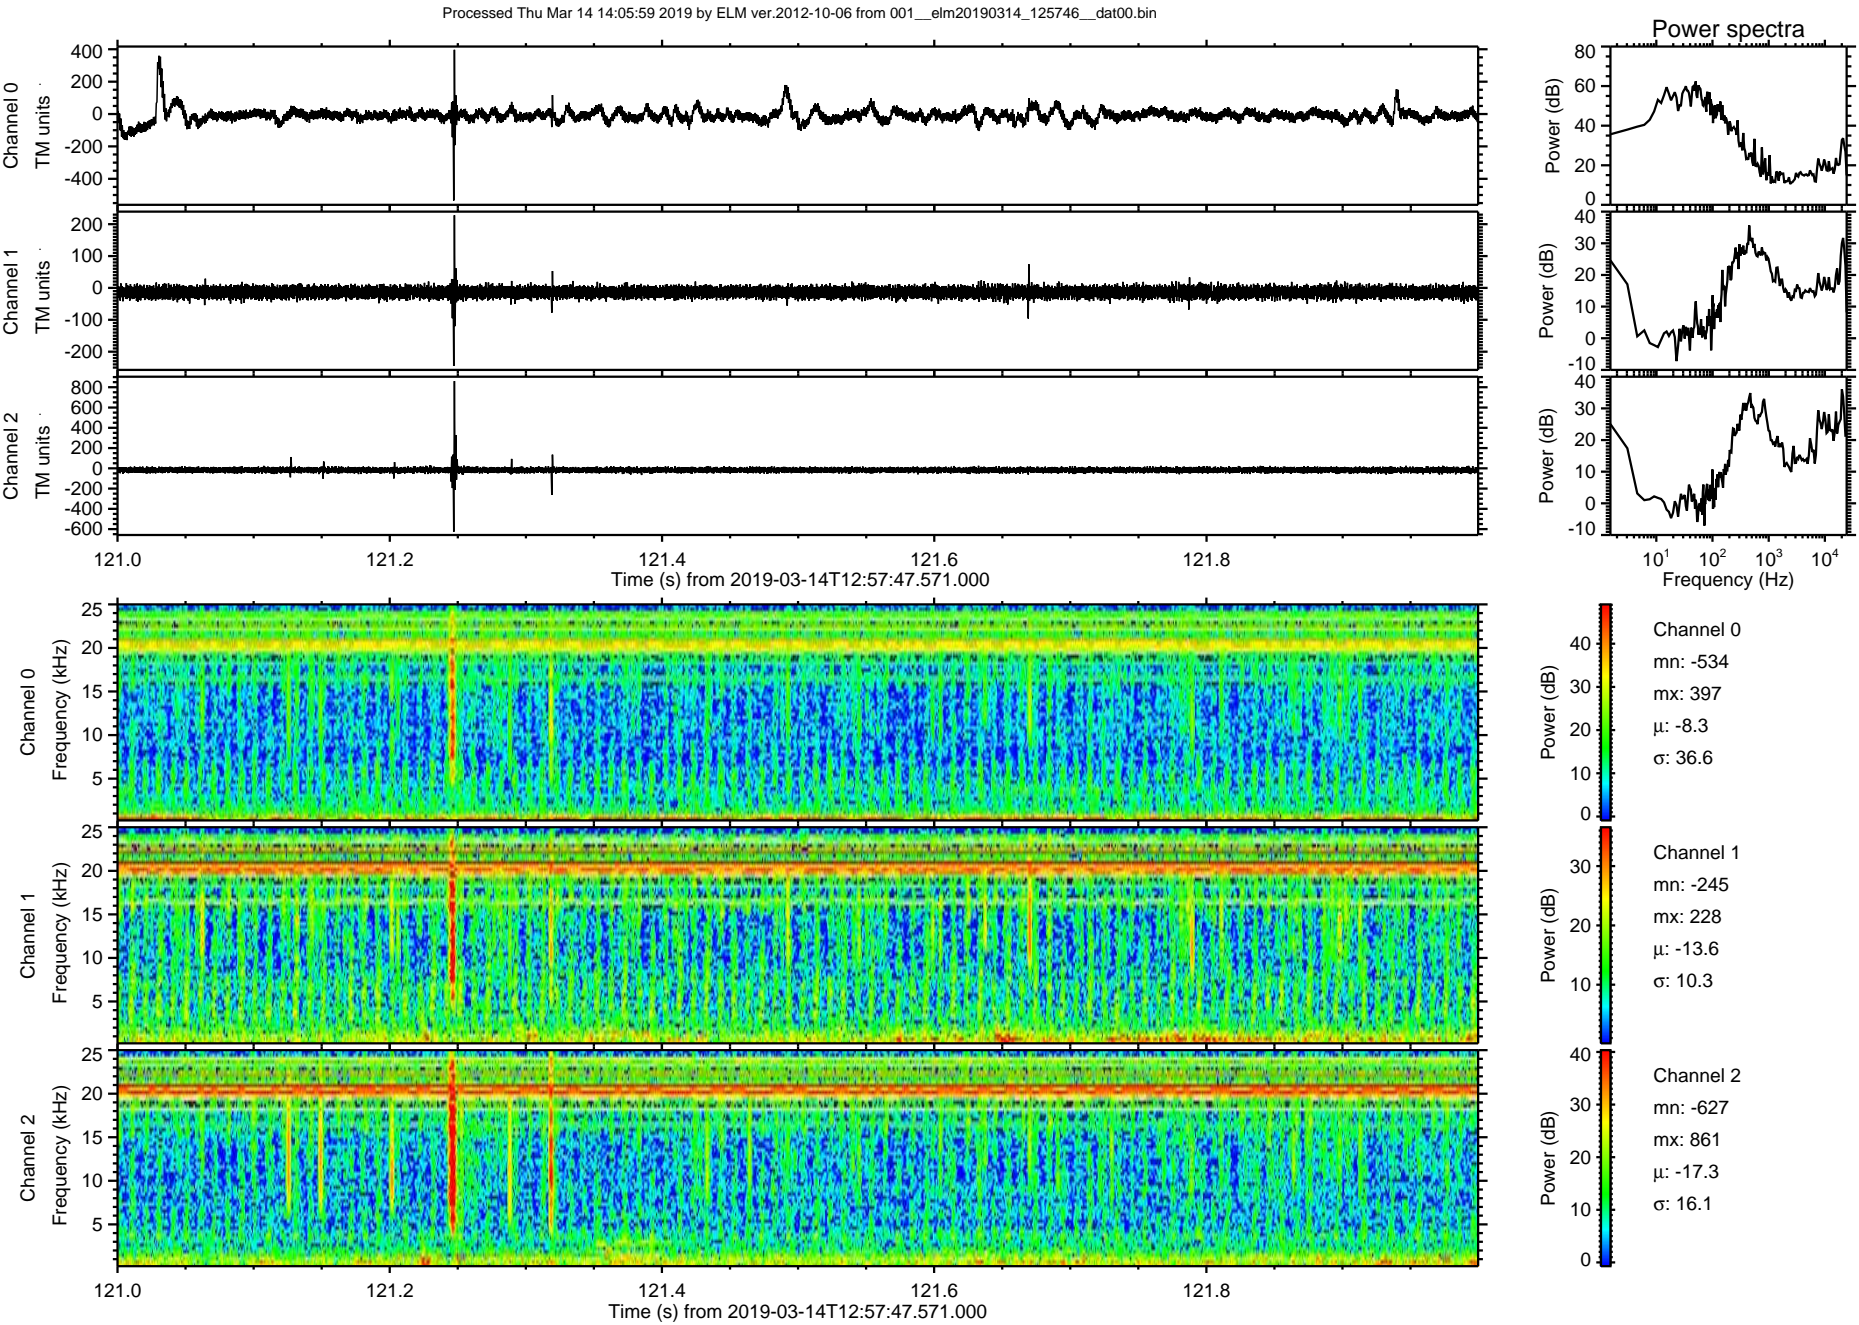 Processed Thu Mar 14 14:05:59 2019 by ELM ver.2012-10-06 from 001__elm20190314_125746__dat00.bin
Power spectra
Channel 0
TM units
400
200
0
-200
-400
Power (dB)
80
60
40
20
0
Channel 1
TM units
200
100
0
-100
-200
Power (dB)
40
30
20
10
0
-10
Channel 2
TM units
800
600
400
200
0
-200
-400
-600
Power (dB)
40
30
20
10
0
-10
121.0 121.2 121.4 121.6 121.8
Time (s) from 2019-03-14T12:57:47.571.000
10¹ 10² 10³ 10⁴
Frequency (Hz)
Channel 0
Frequency (kHz)
25
20
15
10
5
Power (dB)
40
30
20
10
0
Channel 0
mn: -534
mx: 397
μ: -8.3
σ: 36.6
Channel 1
Frequency (kHz)
25
20
15
10
5
Power (dB)
30
20
10
Channel 1
mn: -245
mx: 228
μ: -13.6
σ: 10.3
Channel 2
Frequency (kHz)
25
20
15
10
5
Power (dB)
40
30
20
10
0
Channel 2
mn: -627
mx: 861
μ: -17.3
σ: 16.1
121.0 121.2 121.4 121.6 121.8
Time (s) from 2019-03-14T12:57:47.571.000